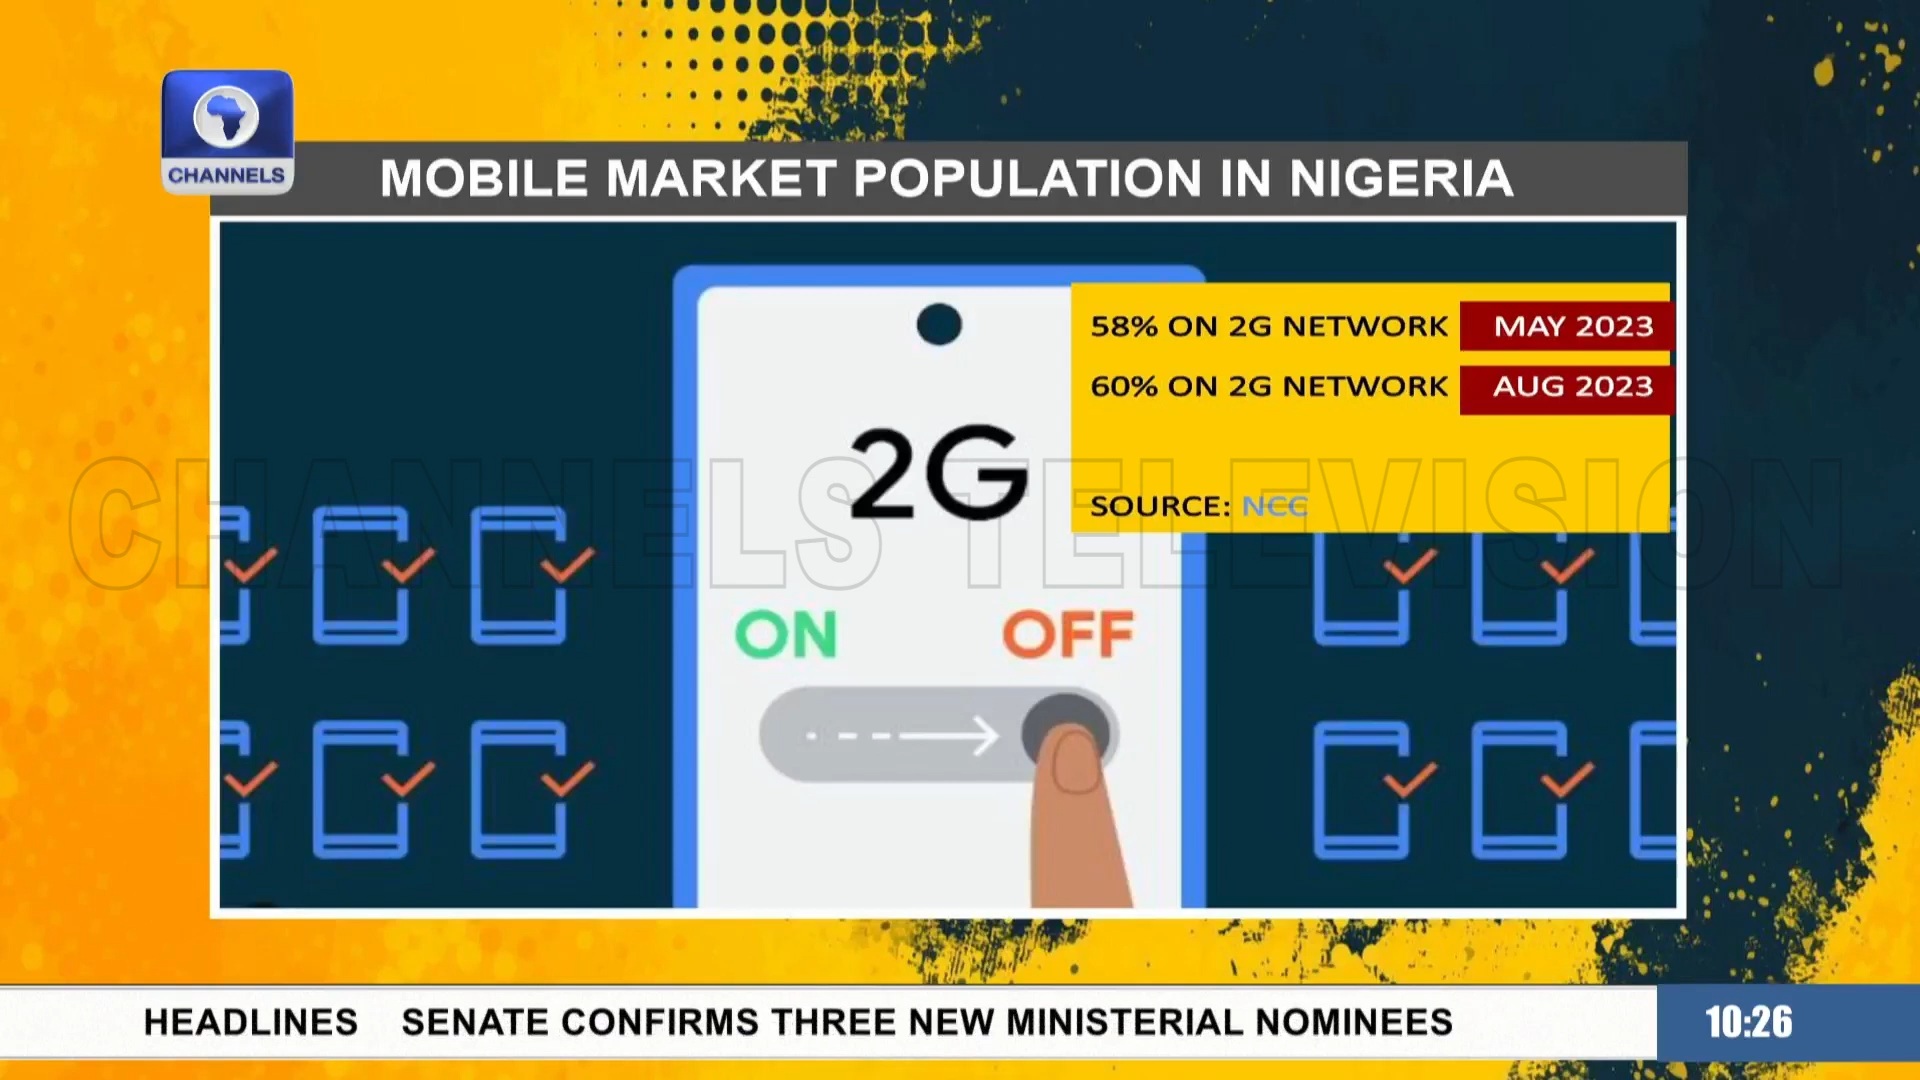 CHANNELS
MOBILE MARKET POPULATION IN NIGERIA
58% ON 2G NETWORK MAY 2023
60% ON 2G NETWORK AUG 2023
SOURCE: NCC
2G
CHANNELS TELEVISION
ON OFF
HEADLINES SENATE CONFIRMS THREE NEW MINISTERIAL NOMINEES 10:26